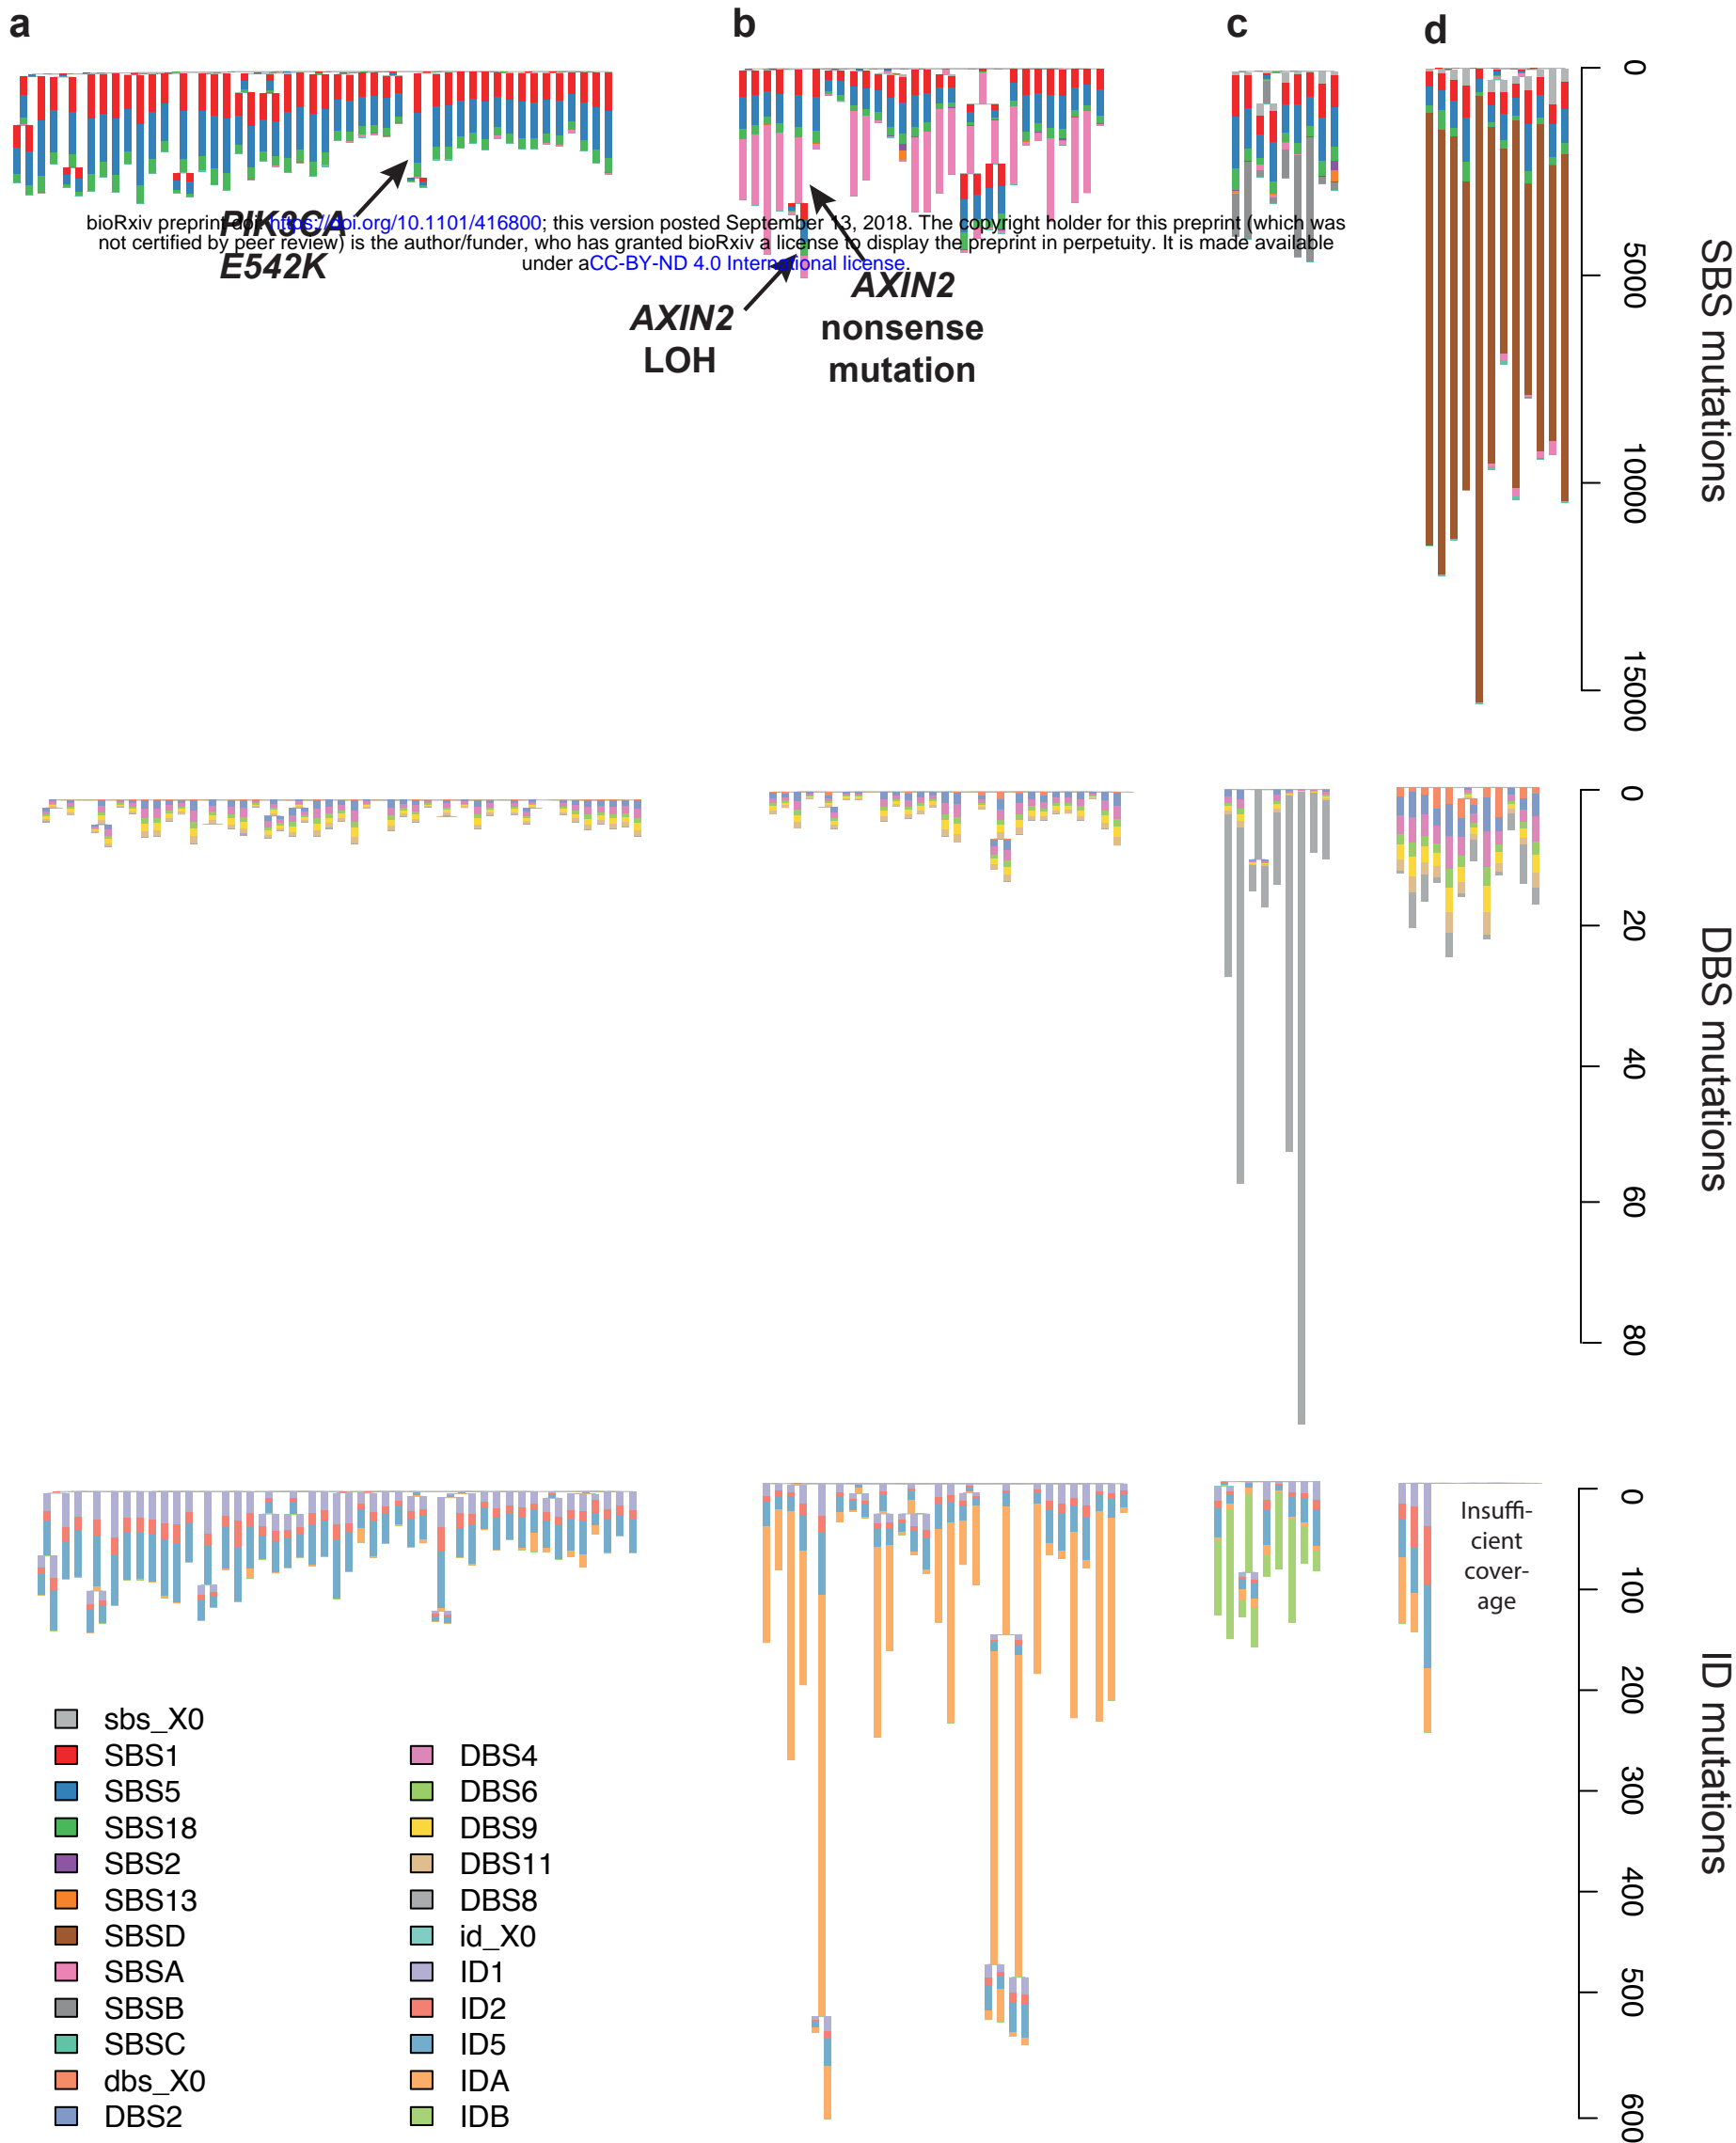 a
b
c
d
PIK3CA
E542K
bioRxiv preprint doi: https://doi.org/10.1101/416800; this version posted September 13, 2018. The copyright holder for this preprint (which was
not certified by peer review) is the author/funder, who has granted bioRxiv a license to display the preprint in perpetuity. It is made available
under aCC-BY-ND 4.0 International license.
AXIN2
LOH
AXIN2
nonsense
mutation
0
5000
10000
15000
SBS mutations
0
20
40
60
80
DBS mutations
Insuffi-
cient
cover-
age
0
100
200
300
400
500
600
ID mutations
sbs_X0
SBS1
SBS5
SBS18
SBS2
SBS13
SBSD
SBSA
SBSB
SBSC
dbs_X0
DBS2
DBS4
DBS6
DBS9
DBS11
DBS8
id_X0
ID1
ID2
ID5
IDA
IDB